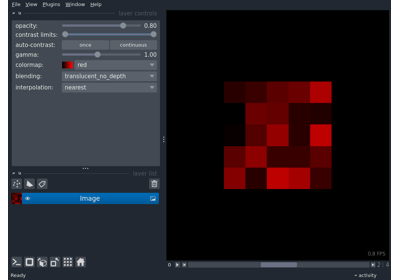 File View Plugins Window Help
layer controls
opacity: 0.80
contrast limits:
auto-contrast: once continuous
gamma: 1.00
colormap: red
blending: translucent_no_depth
interpolation: nearest
layer list
Image
0.8 FPS
0 2 4
Ready activity